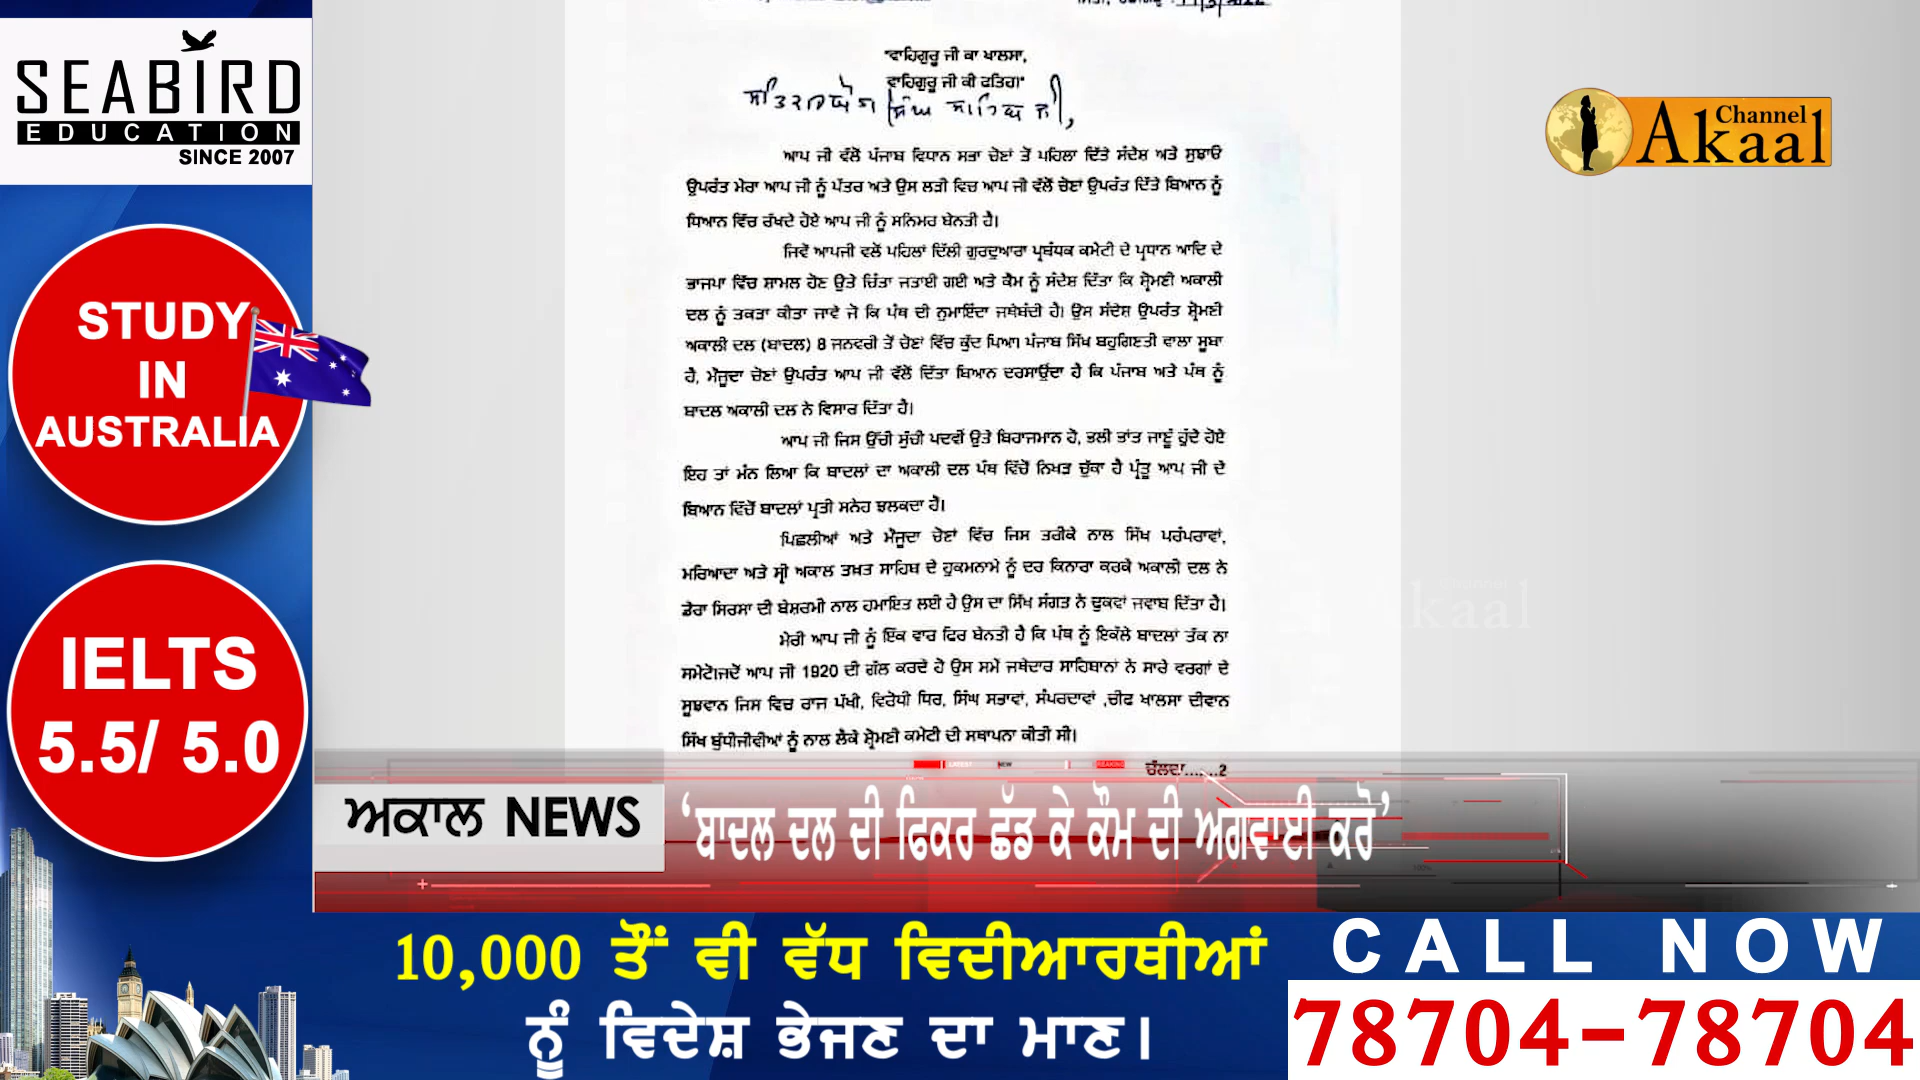 SEABIRD
EDUCATION
SINCE 2007
STUDY
IN
AUSTRALIA
IELTS
5.5/ 5.0
Channel
Akaal
"ਵਾਹਿਗੁਰੂ ਜੀ ਕਾ ਖਾਲਸਾ,
ਵਾਹਿਗੁਰੂ ਜੀ ਕੀ ਫਤਿਹ॥"
ਸਤਿਕਾਰਯੋਗ ਸਿੰਘ ਸਾਹਿਬ ਜੀ,
ਆਪ ਜੀ ਵੱਲੋਂ ਪੰਜਾਬ ਵਿਧਾਨ ਸਭਾ ਚੋਣਾਂ ਤੋਂ ਪਹਿਲਾ ਦਿੱਤੇ ਸੰਦੇਸ਼ ਅਤੇ ਸੁਝਾਓ
ਉਪਰੰਤ ਮੇਰਾ ਆਪ ਜੀ ਨੂੰ ਪੱਤਰ ਅਤੇ ਉਸ ਲੜੀ ਵਿਚ ਆਪ ਜੀ ਵੱਲੋਂ ਚੋਣਾਂ ਉਪਰੰਤ ਦਿੱਤੇ ਬਿਆਨ ਨੂੰ
ਧਿਆਨ ਵਿੱਚ ਰੱਖਦੇ ਹੋਏ ਆਪ ਜੀ ਨੂੰ ਸਨਿਮਰ ਬੇਨਤੀ ਹੈ।
ਜਿਵੇਂ ਆਪਜੀ ਵਲੋਂ ਪਹਿਲਾਂ ਦਿੱਲੀ ਗੁਰਦੁਆਰਾ ਪ੍ਰਬੰਧਕ ਕਮੇਟੀ ਦੇ ਪ੍ਰਧਾਨ ਆਦਿ ਦੇ
ਭਾਜਪਾ ਵਿੱਚ ਸ਼ਾਮਲ ਹੋਣ ਉਤੇ ਚਿੰਤਾ ਜਤਾਈ ਗਈ ਅਤੇ ਕੌਮ ਨੂੰ ਸੰਦੇਸ਼ ਦਿੱਤਾ ਕਿ ਸ਼੍ਰੋਮਣੀ ਅਕਾਲੀ
ਦਲ ਨੂੰ ਤਕੜਾ ਕੀਤਾ ਜਾਵੇ ਜੋ ਕਿ ਪੰਥ ਦੀ ਨੁਮਾਇੰਦਾ ਜਥੇਬੰਦੀ ਹੈ। ਉਸ ਸੰਦੇਸ਼ ਉਪਰੰਤ ਸ਼੍ਰੋਮਣੀ
ਅਕਾਲੀ ਦਲ (ਬਾਦਲ) 8 ਜਨਵਰੀ ਤੋਂ ਚੋਣਾਂ ਵਿੱਚ ਕੁੱਦ ਪਿਆ। ਪੰਜਾਬ ਸਿੱਖ ਬਹੁਗਿਣਤੀ ਵਾਲਾ ਸੂਬਾ
ਹੈ, ਮੌਜੂਦਾ ਚੋਣਾਂ ਉਪਰੰਤ ਆਪ ਜੀ ਵੱਲੋਂ ਦਿੱਤਾ ਬਿਆਨ ਦਰਸਾਉਂਦਾ ਹੈ ਕਿ ਪੰਜਾਬ ਅਤੇ ਪੰਥ ਨੂੰ
ਬਾਦਲ ਅਕਾਲੀ ਦਲ ਨੇ ਵਿਸਾਰ ਦਿੱਤਾ ਹੈ।
ਆਪ ਜੀ ਜਿਸ ਉੱਚੀ ਸੁੱਚੀ ਪਦਵੀਂ ਉਤੇ ਬਿਰਾਜਮਾਨ ਹੋ, ਭਲੀ ਭਾਂਤ ਜਾਣੂੰ ਹੁੰਦੇ ਹੋਏ
ਇਹ ਤਾਂ ਮੰਨ ਲਿਆ ਕਿ ਬਾਦਲਾਂ ਦਾ ਅਕਾਲੀ ਦਲ ਪੰਥ ਵਿੱਚੋਂ ਨਿਖੜ ਚੁੱਕਾ ਹੈ ਪ੍ਰੰਤੂ ਆਪ ਜੀ ਦੇ
ਬਿਆਨ ਵਿੱਚੋਂ ਬਾਦਲਾਂ ਪ੍ਰਤੀ ਸਨੇਹ ਝਲਕਦਾ ਹੈ।
ਪਿਛਲੀਆਂ ਅਤੇ ਮੌਜੂਦਾ ਚੋਣਾਂ ਵਿੱਚ ਜਿਸ ਤਰੀਕੇ ਨਾਲ ਸਿੱਖ ਪਰੰਪਰਾਵਾਂ,
ਮਰਿਆਦਾ ਅਤੇ ਸ੍ਰੀ ਅਕਾਲ ਤਖ਼ਤ ਸਾਹਿਬ ਦੇ ਹੁਕਮਨਾਮੇ ਨੂੰ ਦਰ ਕਿਨਾਰਾ ਕਰਕੇ ਅਕਾਲੀ ਦਲ ਨੇ
ਡੇਰਾ ਸਿਰਸਾ ਦੀ ਬੇਸ਼ਰਮੀ ਨਾਲ ਹਮਾਇਤ ਲਈ ਹੈ ਉਸ ਦਾ ਸਿੱਖ ਸੰਗਤ ਨੇ ਢੁਕਵਾਂ ਜਵਾਬ ਦਿੱਤਾ ਹੈ।
ਮੇਰੀ ਆਪ ਜੀ ਨੂੰ ਇੱਕ ਵਾਰ ਫਿਰ ਬੇਨਤੀ ਹੈ ਕਿ ਪੰਥ ਨੂੰ ਇਕੱਲੇ ਬਾਦਲਾਂ ਤੱਕ ਨਾ
ਸਮੇਟੋ।ਜਦੋਂ ਆਪ ਜੀ 1920 ਦੀ ਗੱਲ ਕਰਦੇ ਹੋ ਉਸ ਸਮੇਂ ਜਥੇਦਾਰ ਸਾਹਿਬਾਨਾਂ ਨੇ ਸਾਰੇ ਵਰਗਾਂ ਦੇ
ਸੂਝਵਾਨ ਜਿਸ ਵਿਚ ਰਾਜ ਪੱਖੀ, ਵਿਰੋਧੀ ਧਿਰ, ਸਿੰਘ ਸਭਾਵਾਂ, ਸੰਪਰਦਾਵਾਂ ,ਚੀਫ ਖਾਲਸਾ ਦੀਵਾਨ
ਸਿੱਖ ਬੁੱਧੀਜੀਵੀਆਂ ਨੂੰ ਨਾਲ ਲੈਕੇ ਸ਼੍ਰੋਮਣੀ ਕਮੇਟੀ ਦੀ ਸਥਾਪਨਾ ਕੀਤੀ ਸੀ।
ਚੱਲਦਾ......2
ਅਕਾਲ NEWS
'ਬਾਦਲ ਦਲ ਦੀ ਫਿਕਰ ਛੱਡ ਕੇ ਕੌਮ ਦੀ ਅਗਵਾਈ ਕਰੋ'
10,000 ਤੋਂ ਵੀ ਵੱਧ ਵਿਦੀਆਰਥੀਆਂ
ਨੂੰ ਵਿਦੇਸ਼ ਭੇਜਣ ਦਾ ਮਾਣ।
CALL NOW
78704-78704